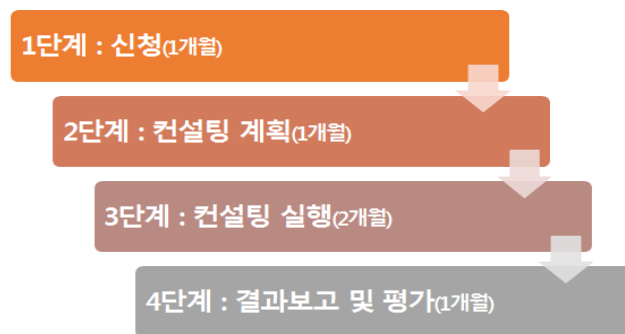 1단계 : 신청(1개월)
2단계 : 컨설팅 계획(1개월)
3단계 : 컨설팅 실행(2개월)
4단계 : 결과보고 및 평가(1개월)